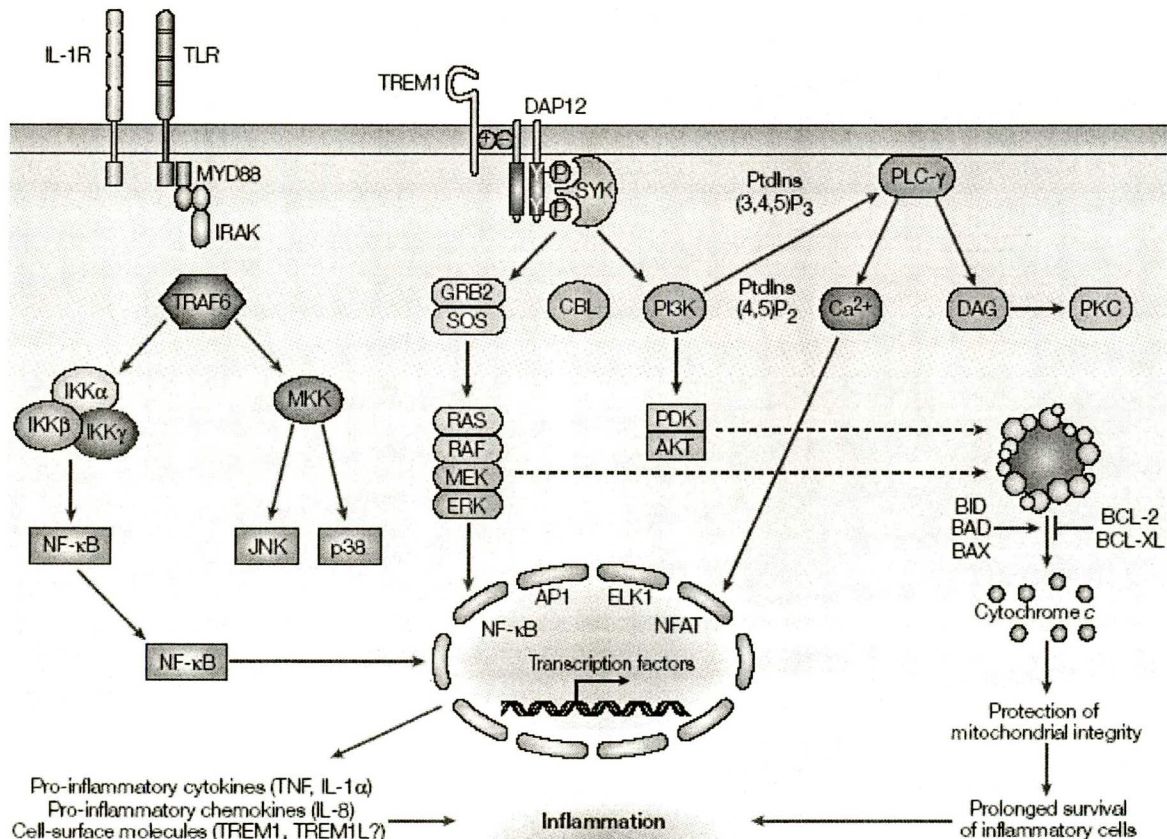 IL-1R
TLR
TREM1
DAP12
+
−
MYD88
IRAK
Y
P
Y
P
SYK
PtdIns
(3,4,5)P3
PLC-γ
TRAF6
GRB2
SOS
CBL
PI3K
PtdIns
(4,5)P2
Ca2+
DAG
PKC
IKKα
IKKβ
IKKγ
MKK
RAS
RAF
MEK
ERK
PDK
AKT
NF-κB
JNK
p38
BID
BAD
BAX
BCL-2
BCL-XL
AP1
ELK1
NF-κB
NFAT
Cytochrome c
NF-κB
Transcription factors
Protection of
mitochondrial integrity
Pro-inflammatory cytokines (TNF, IL-1α)
Pro-inflammatory chemokines (IL-8)
Cell-surface molecules (TREM1, TREM1L?)
Inflammation
Prolonged survival
of inflammatory cells